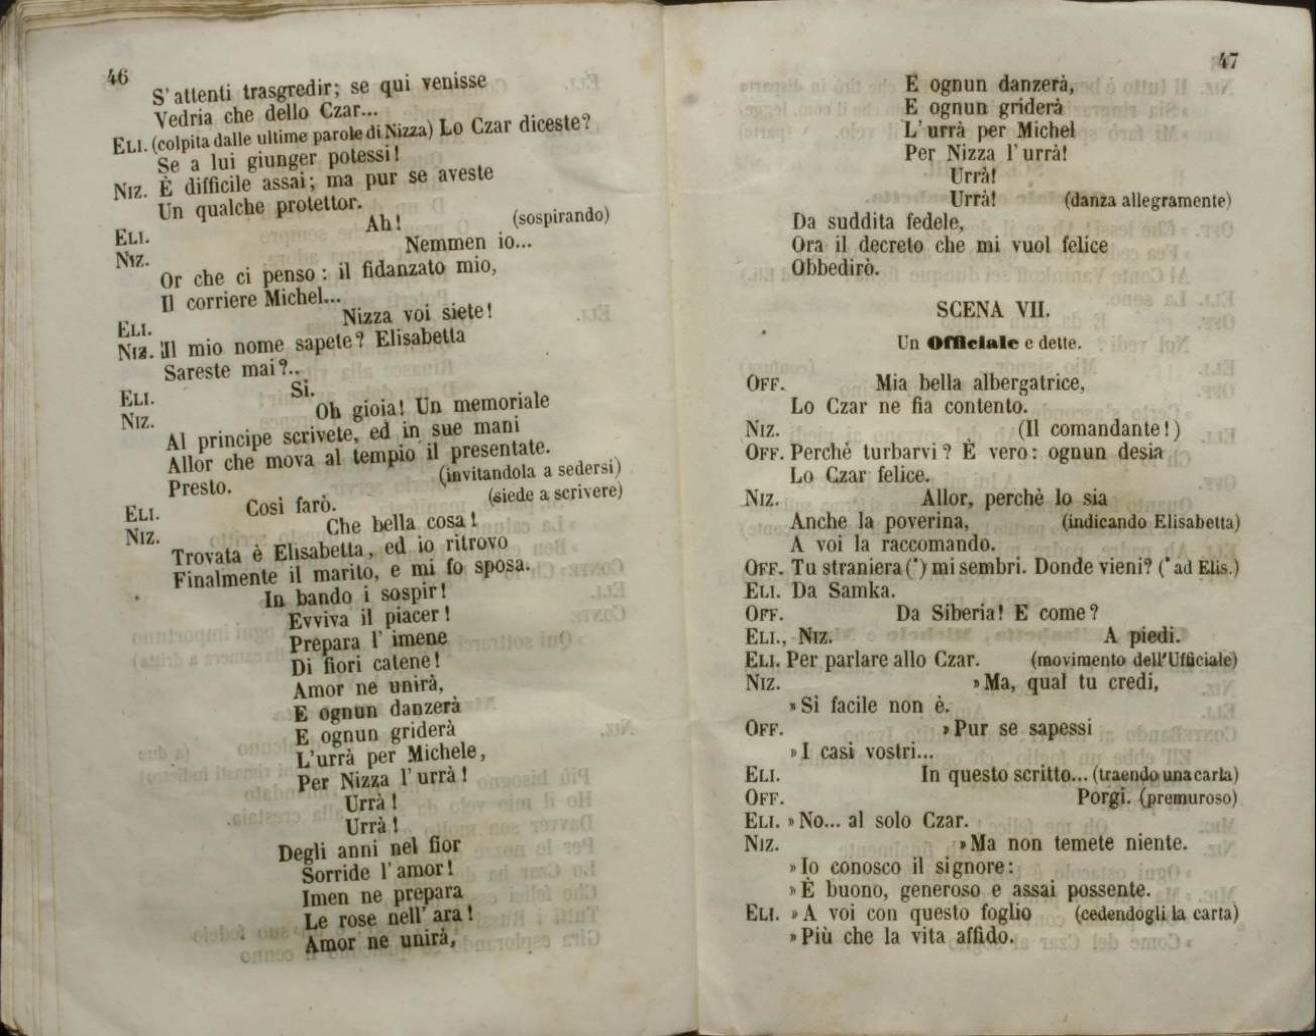 46
S'attenti trasgredir; se qui venisse
Vedria che dello Czar...
ELI. (colpita dalle ultime parole di Nizza) Lo Czar diceste?
Se a lui giunger potessi!
NIZ. È difficile assai; ma pur se aveste
Un qualche protettor.
ELI. Ah! (sospirando)
NIZ. Nemmen io...
Or che ci penso: il fidanzato mio,
Il corriere Michel...
ELI. Nizza voi siete!
NIZ. Il mio nome sapete? Elisabetta
Sareste mai?..
ELI. Si.
NIZ. Oh gioia! Un memoriale
Al principe scrivete, ed in sue mani
Allor che mova al tempio il presentate.
Presto. (invitandola a sedersi)
ELI. Così farò. (siede a scrivere)
NIZ. Che bella cosa!
Trovata è Elisabetta, ed io ritrovo
Finalmente il marito, e mi fo sposa.
In bando i sospir!
Evviva il piacer!
Prepara l'imene
Di fiori catene!
Amor ne unirà,
E ognun danzerà
E ognun griderà
L'urrà per Michele,
Per Nizza l'urrà!
Urrà!
Urrà!
Degli anni nel fior
Sorride l'amor!
Imen ne prepara
Le rose nell'ara!
Amor ne unirà,
47
E ognun danzerà,
E ognun griderà
L'urrà per Michel
Per Nizza l'urrà!
Urrà!
Urrà! (danza allegramente)
Da suddita fedele,
Ora il decreto che mi vuol felice
Obbedirò.
SCENA VII.
Un Officiale e dette.
OFF. Mia bella albergatrice,
Lo Czar ne fia contento.
NIZ. (Il comandante!)
OFF. Perchè turbarvi? È vero: ognun desia
Lo Czar felice.
NIZ. Allor, perchè lo sia
Anche la poverina, (indicando Elisabetta)
A voi la raccomando.
OFF. Tu straniera (*) mi sembri. Donde vieni? (* ad Elis.)
ELI. Da Samka.
OFF. Da Siberia! E come?
ELI., NIZ. A piedi.
ELI. Per parlare allo Czar. (movimento dell'Ufficiale)
NIZ. »Ma, qual tu credi,
»Sì facile non è.
OFF. »Pur se sapessi
»I casi vostri...
ELI. In questo scritto... (traendo una carta)
OFF. Porgi. (premuroso)
ELI. »No... al solo Czar.
NIZ. »Ma non temete niente.
»Io conosco il signore:
»È buono, generoso e assai possente.
ELI. »A voi con questo foglio (cedendogli la carta)
»Più che la vita affido.